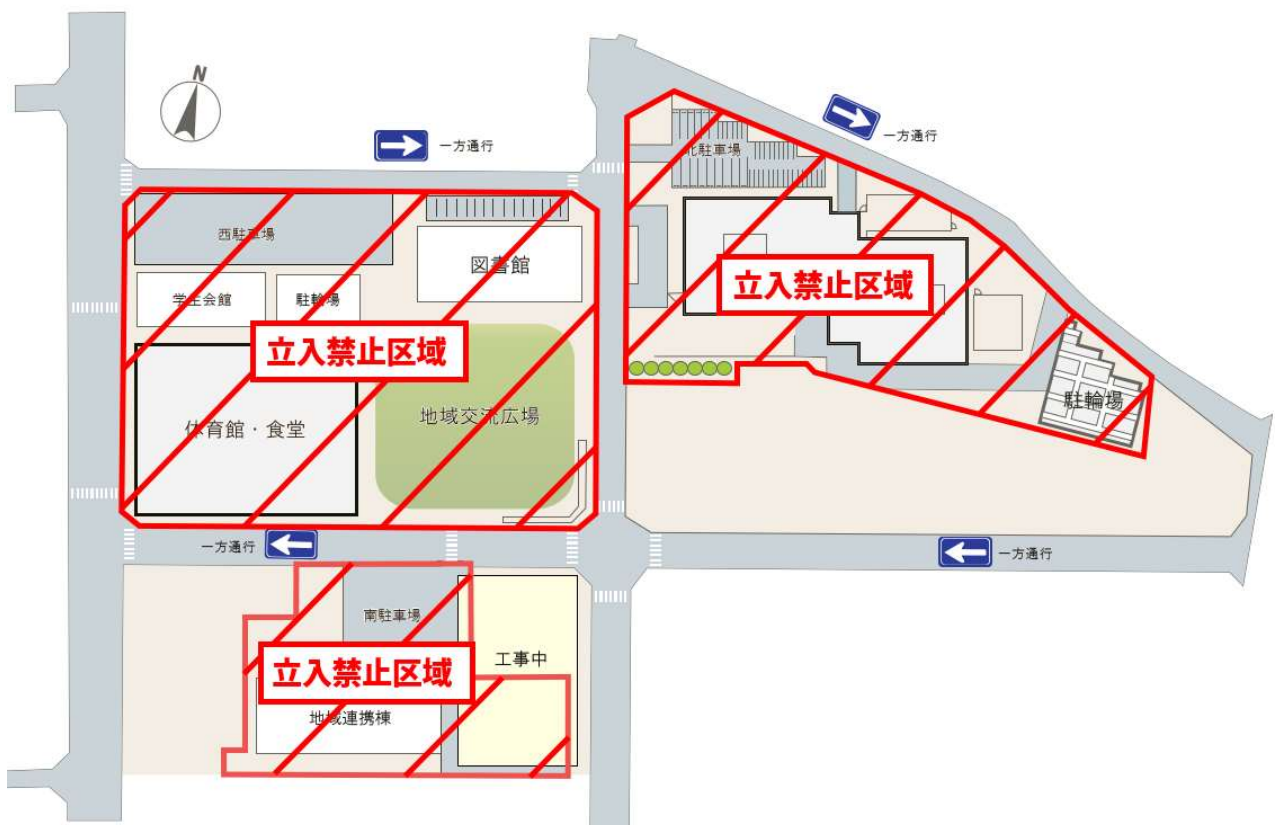 N
一方通行
一方通行
北駐車場
西駐車場
図書館
学生会館
駐輪場
立入禁止区域
立入禁止区域
駐輪場
地域交流広場
体育館・食堂
一方通行
一方通行
南駐車場
工事中
立入禁止区域
地域連携棟